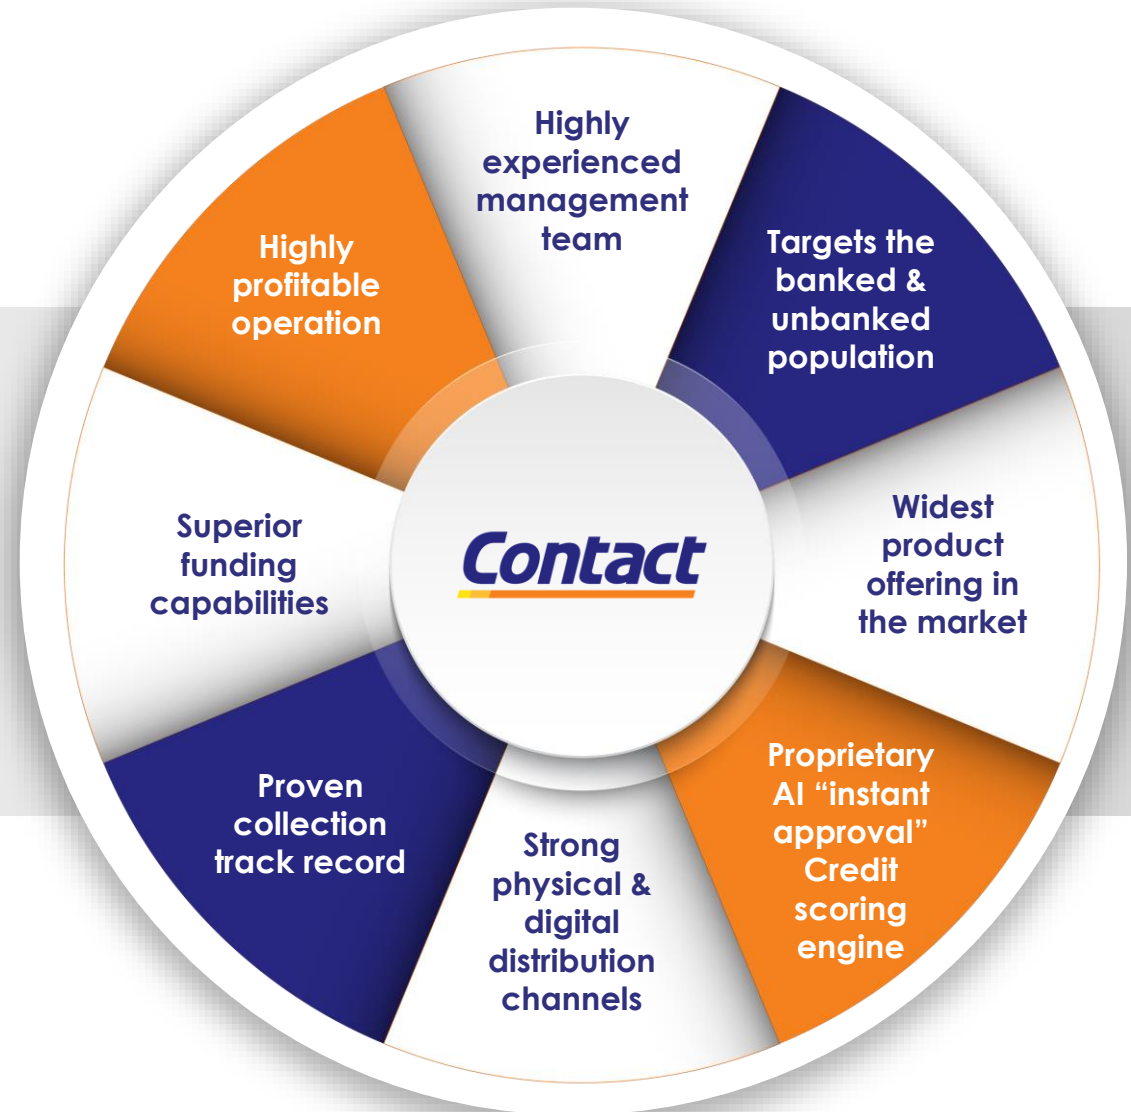 Highly
experienced
management
team
Targets the
banked &
unbanked
population
Widest
product
offering in
the market
Proprietary
AI “instant
approval”
Credit
scoring
engine
Strong
physical &
digital
distribution
channels
Proven
collection
track record
Superior
funding
capabilities
Highly
profitable
operation
Contact